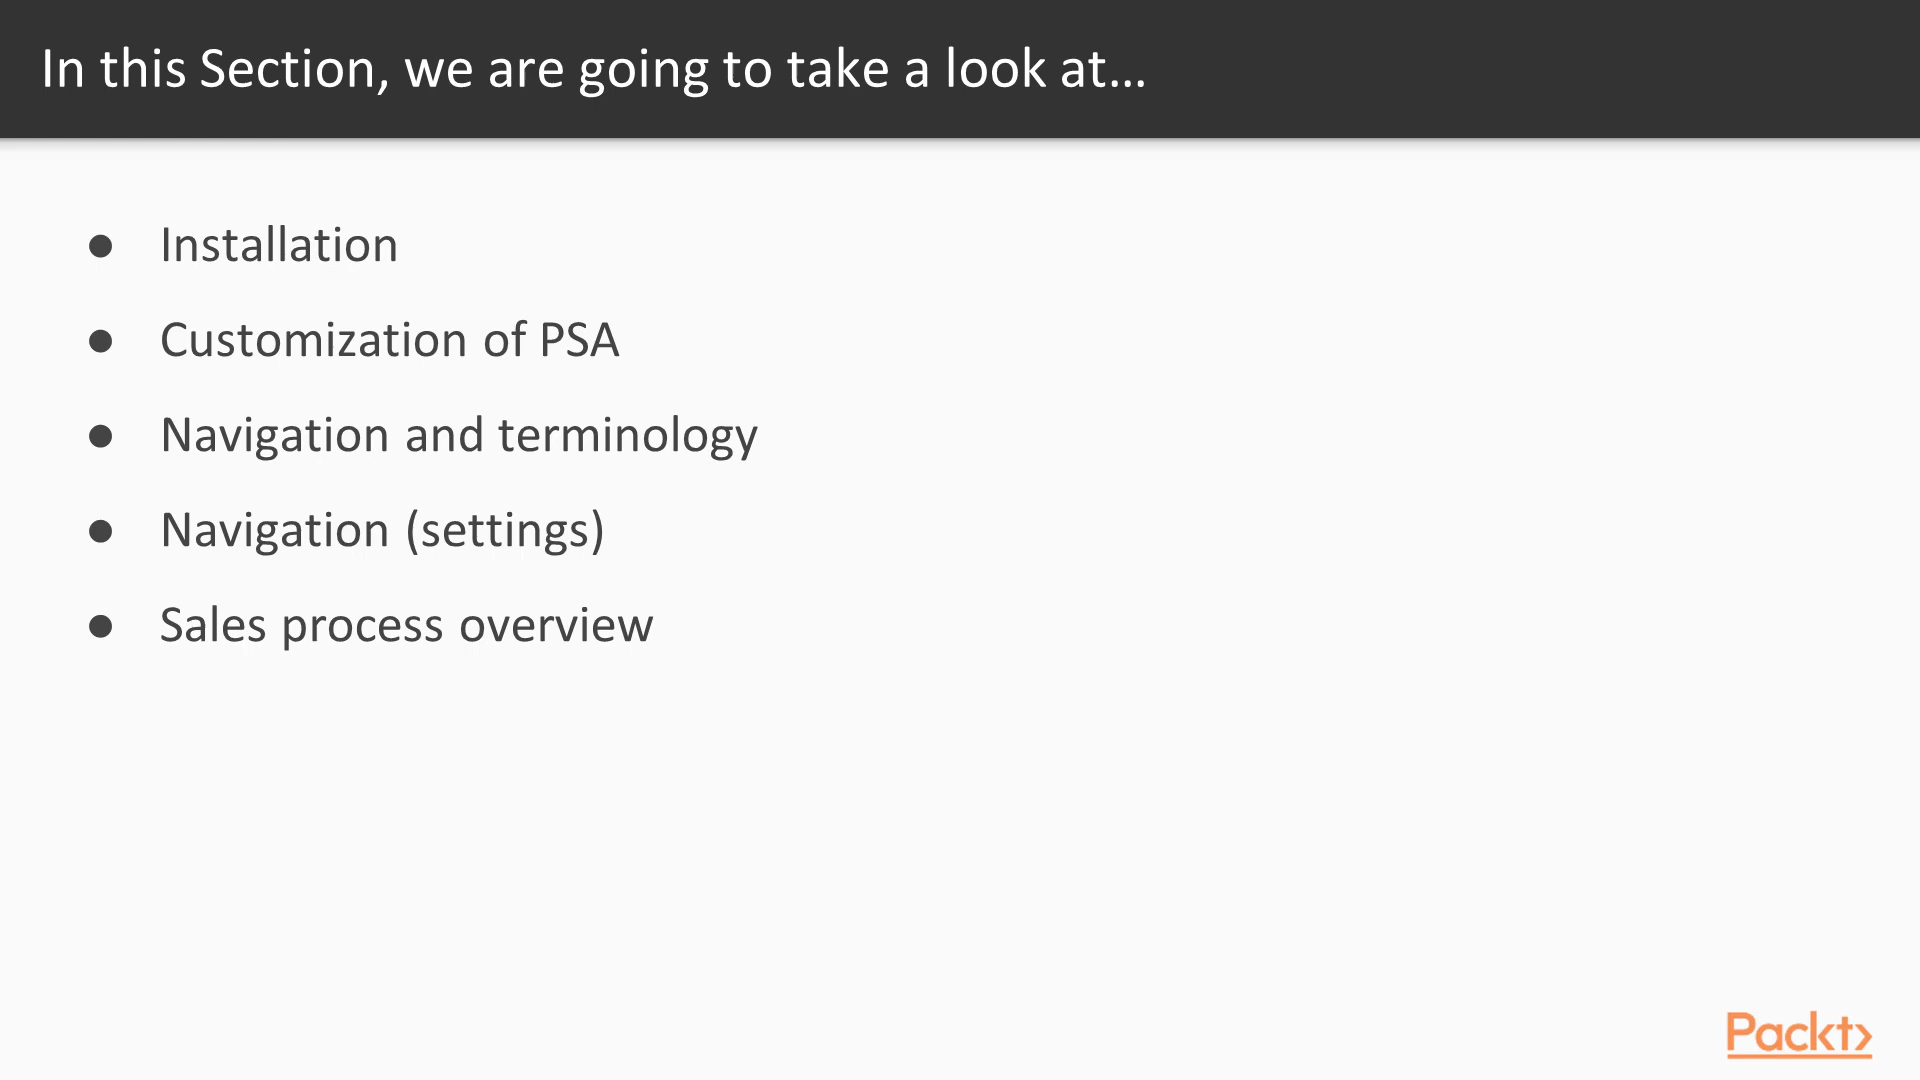 In this Section, we are going to take a look at...
● Installation
● Customization of PSA
● Navigation and terminology
● Navigation (settings)
● Sales process overview
Packt>